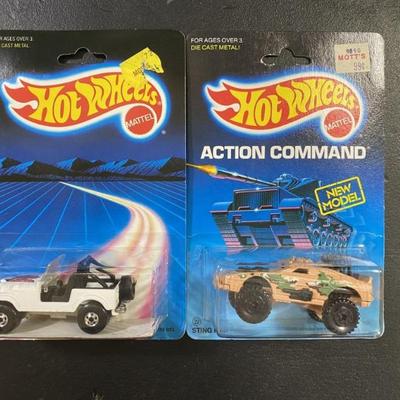 FOR AGES OVER 3.
DIE CAST METAL
Hot Wheels
MATTEL
FOR AGES OVER 3.
DIE CAST METAL!
MOTT'S
99¢
Hot Wheels
MATTEL
ACTION COMMAND®
NEW
MODEL
STING